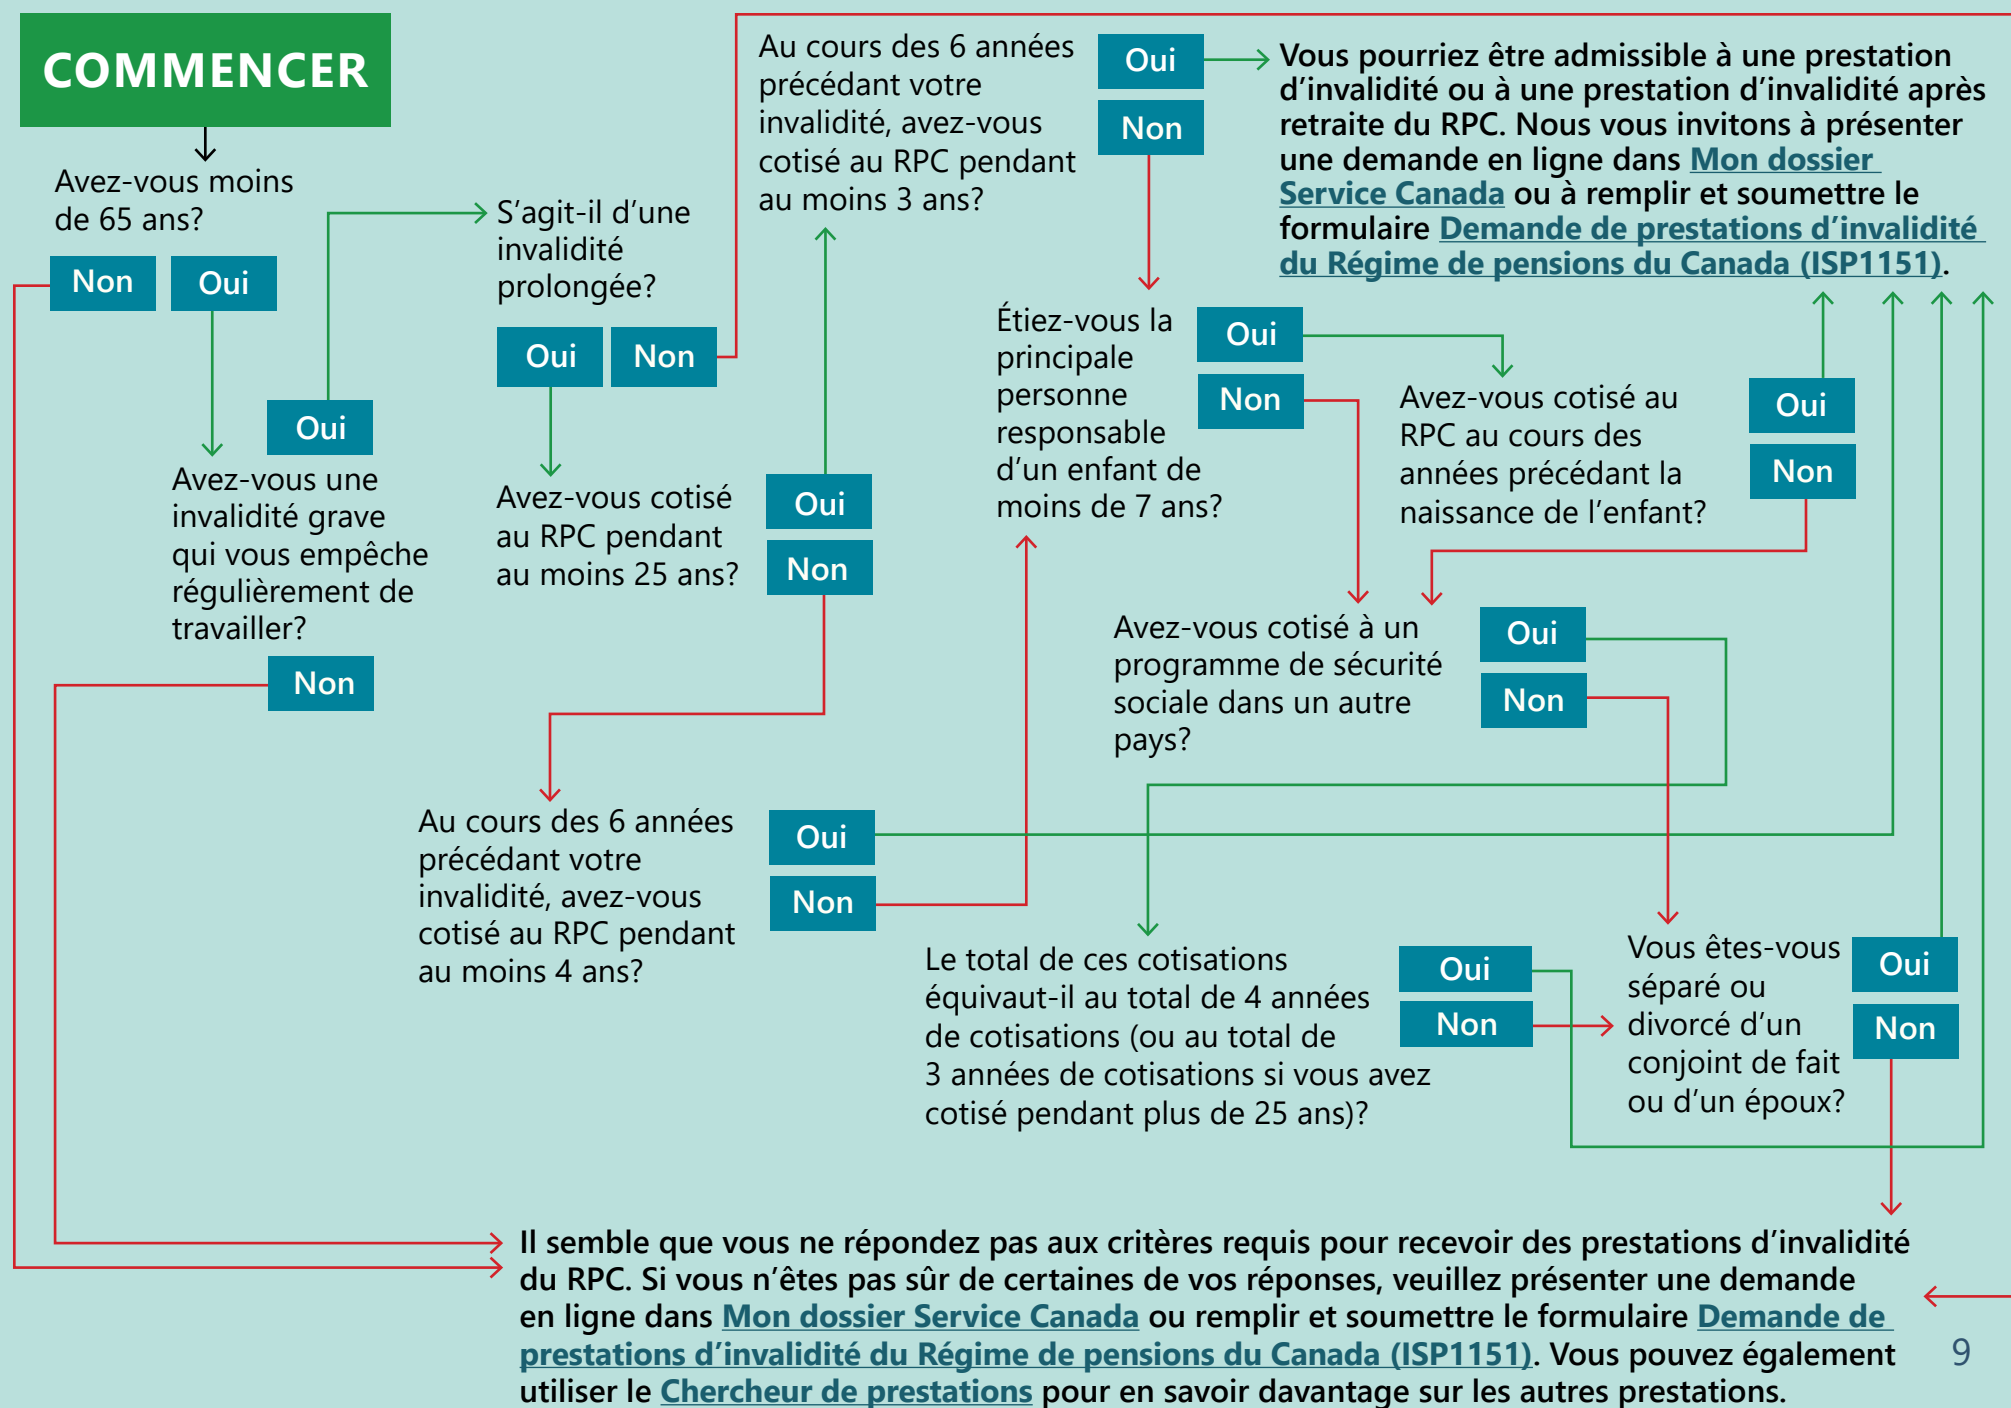 COMMENCER
Avez-vous moins
de 65 ans?
Non
Oui
Avez-vous une
invalidité grave
qui vous empêche
régulièrement de
travailler?
Oui
Non
S’agit-il d’une
invalidité
prolongée?
Oui
Non
Avez-vous cotisé
au RPC pendant
au moins 25 ans?
Oui
Non
Au cours des 6 années
précédant votre
invalidité, avez-vous
cotisé au RPC pendant
au moins 3 ans?
Oui
Non
Vous pourriez être admissible à une prestation
d’invalidité ou à une prestation d’invalidité après
retraite du RPC. Nous vous invitons à présenter
une demande en ligne dans Mon dossier
Service Canada ou à remplir et soumettre le
formulaire Demande de prestations d’invalidité
du Régime de pensions du Canada (ISP1151).
Étiez-vous la
principale
personne
responsable
d’un enfant de
moins de 7 ans?
Oui
Non
Avez-vous cotisé au
RPC au cours des
années précédant la
naissance de l’enfant?
Oui
Non
Avez-vous cotisé à un
programme de sécurité
sociale dans un autre
pays?
Oui
Non
Au cours des 6 années
précédant votre
invalidité, avez-vous
cotisé au RPC pendant
au moins 4 ans?
Oui
Non
Le total de ces cotisations
équivaut-il au total de 4 années
de cotisations (ou au total de
3 années de cotisations si vous avez
cotisé pendant plus de 25 ans)?
Oui
Non
Vous êtes-vous
séparé ou
divorcé d’un
conjoint de fait
ou d’un époux?
Oui
Non
Il semble que vous ne répondez pas aux critères requis pour recevoir des prestations d’invalidité
du RPC. Si vous n’êtes pas sûr de certaines de vos réponses, veuillez présenter une demande
en ligne dans Mon dossier Service Canada ou remplir et soumettre le formulaire Demande de
prestations d’invalidité du Régime de pensions du Canada (ISP1151). Vous pouvez également
utiliser le Chercheur de prestations pour en savoir davantage sur les autres prestations.
9